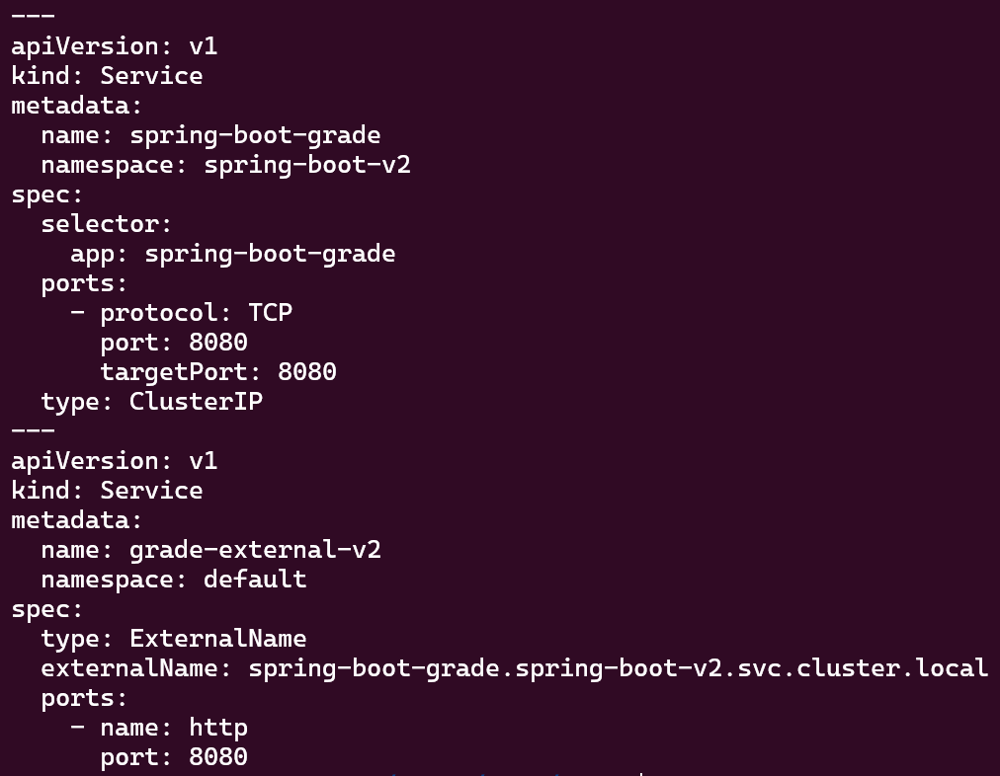 ---
apiVersion: v1
kind: Service
metadata:
  name: spring-boot-grade
  namespace: spring-boot-v2
spec:
  selector:
    app: spring-boot-grade
  ports:
    - protocol: TCP
      port: 8080
      targetPort: 8080
  type: ClusterIP
---
apiVersion: v1
kind: Service
metadata:
  name: grade-external-v2
  namespace: default
spec:
  type: ExternalName
  externalName: spring-boot-grade.spring-boot-v2.svc.cluster.local
  ports:
    - name: http
      port: 8080